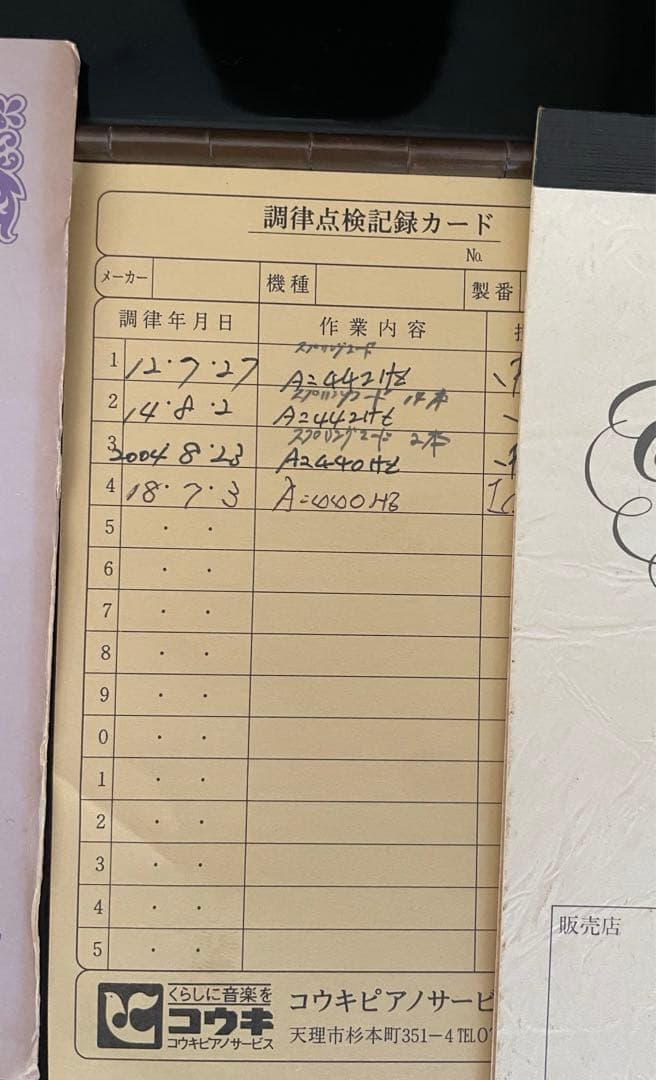 調律点検記録カード
No.
メーカー 機種 製番
調律年月日 作業内容
スプリングコード
1 12・7・27 A=442Hz
スプリングコード 14本
2 14・8・2 A=442Hz
スプリングコード 2本
3 2004 8・23 A=440Hz
4 18・7・3 A=440Hz
5 ・ ・
6 ・ ・
7 ・ ・
8 ・ ・
9 ・ ・
0 ・ ・
1 ・ ・
2 ・ ・
3 ・ ・
4 ・ ・
5 ・ ・
くらしに音楽を
コウキ
コウキピアノサービス
コウキピアノサービ
天理市杉本町351-4 TEL07
販売店